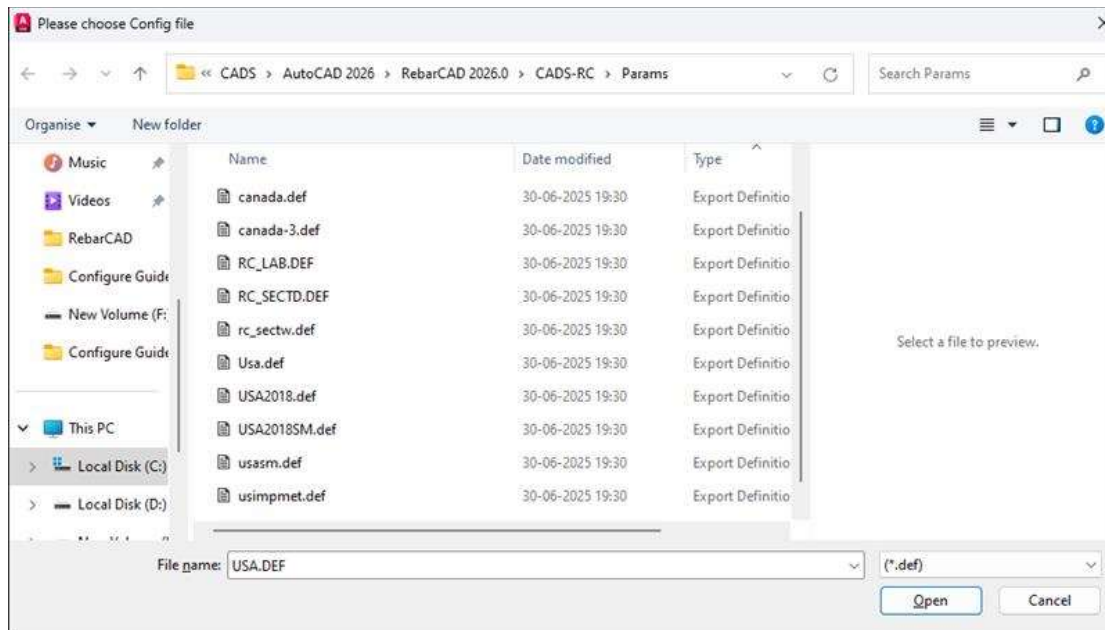 Please choose Config file
« CADS > AutoCAD 2026 > RebarCAD 2026.0 > CADS-RC > Params
Search Params
Organise New folder
Name Date modified Type
Music
Videos
RebarCAD
Configure Guide
New Volume (F:
Configure Guide
This PC
Local Disk (C:)
Local Disk (D:)
canada.def 30-06-2025 19:30 Export Definitio
canada-3.def 30-06-2025 19:30 Export Definitio
RC_LAB.DEF 30-06-2025 19:30 Export Definitio
RC_SECTD.DEF 30-06-2025 19:30 Export Definitio
rc_sectw.def 30-06-2025 19:30 Export Definitio
Usa.def 30-06-2025 19:30 Export Definitio
USA2018.def 30-06-2025 19:30 Export Definitio
USA2018SM.def 30-06-2025 19:30 Export Definitio
usasm.def 30-06-2025 19:30 Export Definitio
usimpmet.def 30-06-2025 19:30 Export Definitio
Select a file to preview.
File name: USA.DEF (*.def)
Open Cancel